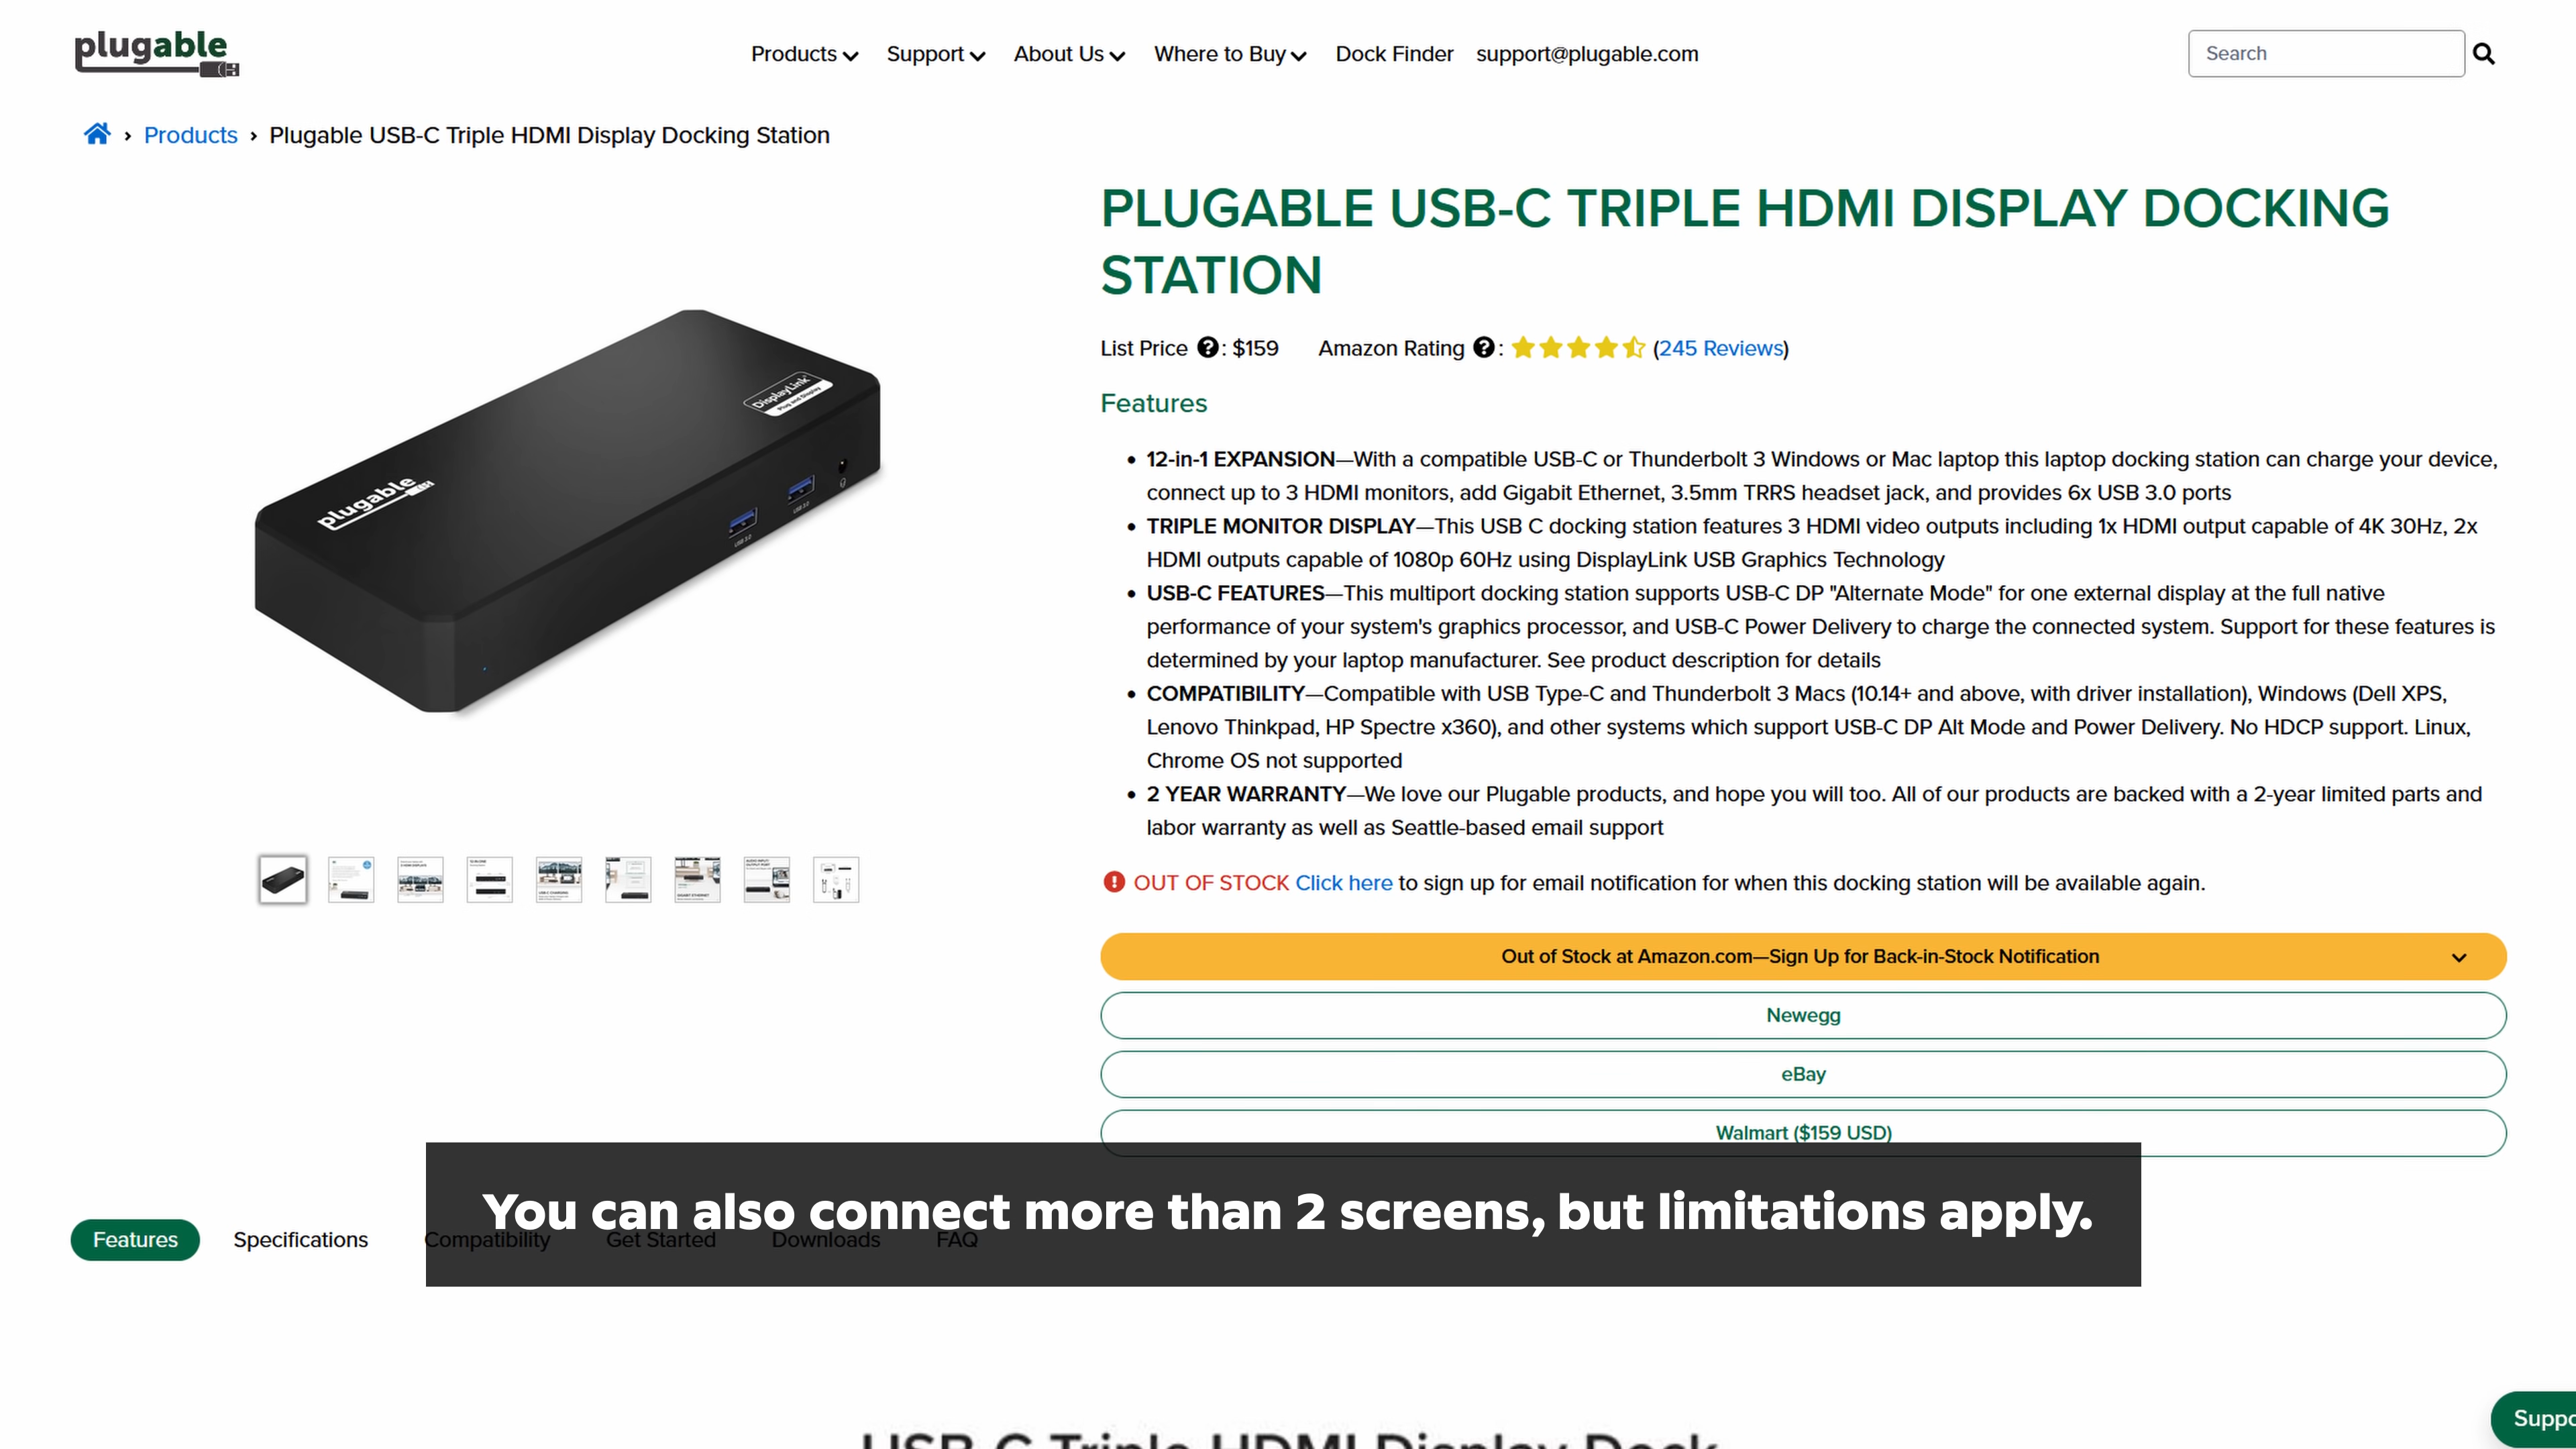 plugable
Products Support About Us Where to Buy Dock Finder support@plugable.com
Search
› Products › Plugable USB-C Triple HDMI Display Docking Station
PLUGABLE USB-C TRIPLE HDMI DISPLAY DOCKING
STATION
List Price : $159 Amazon Rating : (245 Reviews)
Features
• 12-in-1 EXPANSION—With a compatible USB-C or Thunderbolt 3 Windows or Mac laptop this laptop docking station can charge your device,
connect up to 3 HDMI monitors, add Gigabit Ethernet, 3.5mm TRRS headset jack, and provides 6x USB 3.0 ports
• TRIPLE MONITOR DISPLAY—This USB C docking station features 3 HDMI video outputs including 1x HDMI output capable of 4K 30Hz, 2x
HDMI outputs capable of 1080p 60Hz using DisplayLink USB Graphics Technology
• USB-C FEATURES—This multiport docking station supports USB-C DP "Alternate Mode" for one external display at the full native
performance of your system's graphics processor, and USB-C Power Delivery to charge the connected system. Support for these features is
determined by your laptop manufacturer. See product description for details
• COMPATIBILITY—Compatible with USB Type-C and Thunderbolt 3 Macs (10.14+ and above, with driver installation), Windows (Dell XPS,
Lenovo Thinkpad, HP Spectre x360), and other systems which support USB-C DP Alt Mode and Power Delivery. No HDCP support. Linux,
Chrome OS not supported
• 2 YEAR WARRANTY—We love our Plugable products, and hope you will too. All of our products are backed with a 2-year limited parts and
labor warranty as well as Seattle-based email support
OUT OF STOCK Click here to sign up for email notification for when this docking station will be available again.
Out of Stock at Amazon.com—Sign Up for Back-in-Stock Notification
Newegg
eBay
Walmart ($159 USD)
DisplayLink
Plug and Display
plugable
USB 3.0
USB 3.0
You can also connect more than 2 screens, but limitations apply.
Features Specifications Compatibility Get Started Downloads FAQ
USB-C Triple HDMI Display Dock
Suppo